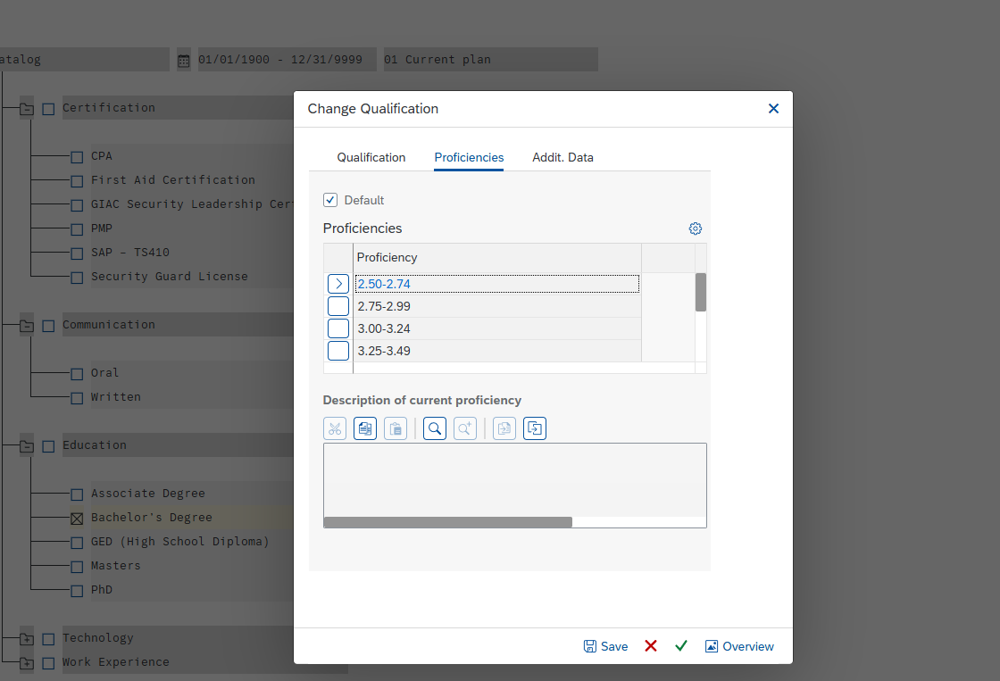 atalog 01/01/1900 - 12/31/9999 01 Current plan
Certification
CPA
First Aid Certification
GIAC Security Leadership Cer
PMP
SAP - TS410
Security Guard License
Communication
Oral
Written
Education
Associate Degree
Bachelor's Degree
GED (High School Diploma)
Masters
PhD
Technology
Work Experience
Change Qualification
Qualification Proficiencies Addit. Data
Default
Proficiencies
Proficiency
2.50-2.74
2.75-2.99
3.00-3.24
3.25-3.49
Description of current proficiency
Save Overview